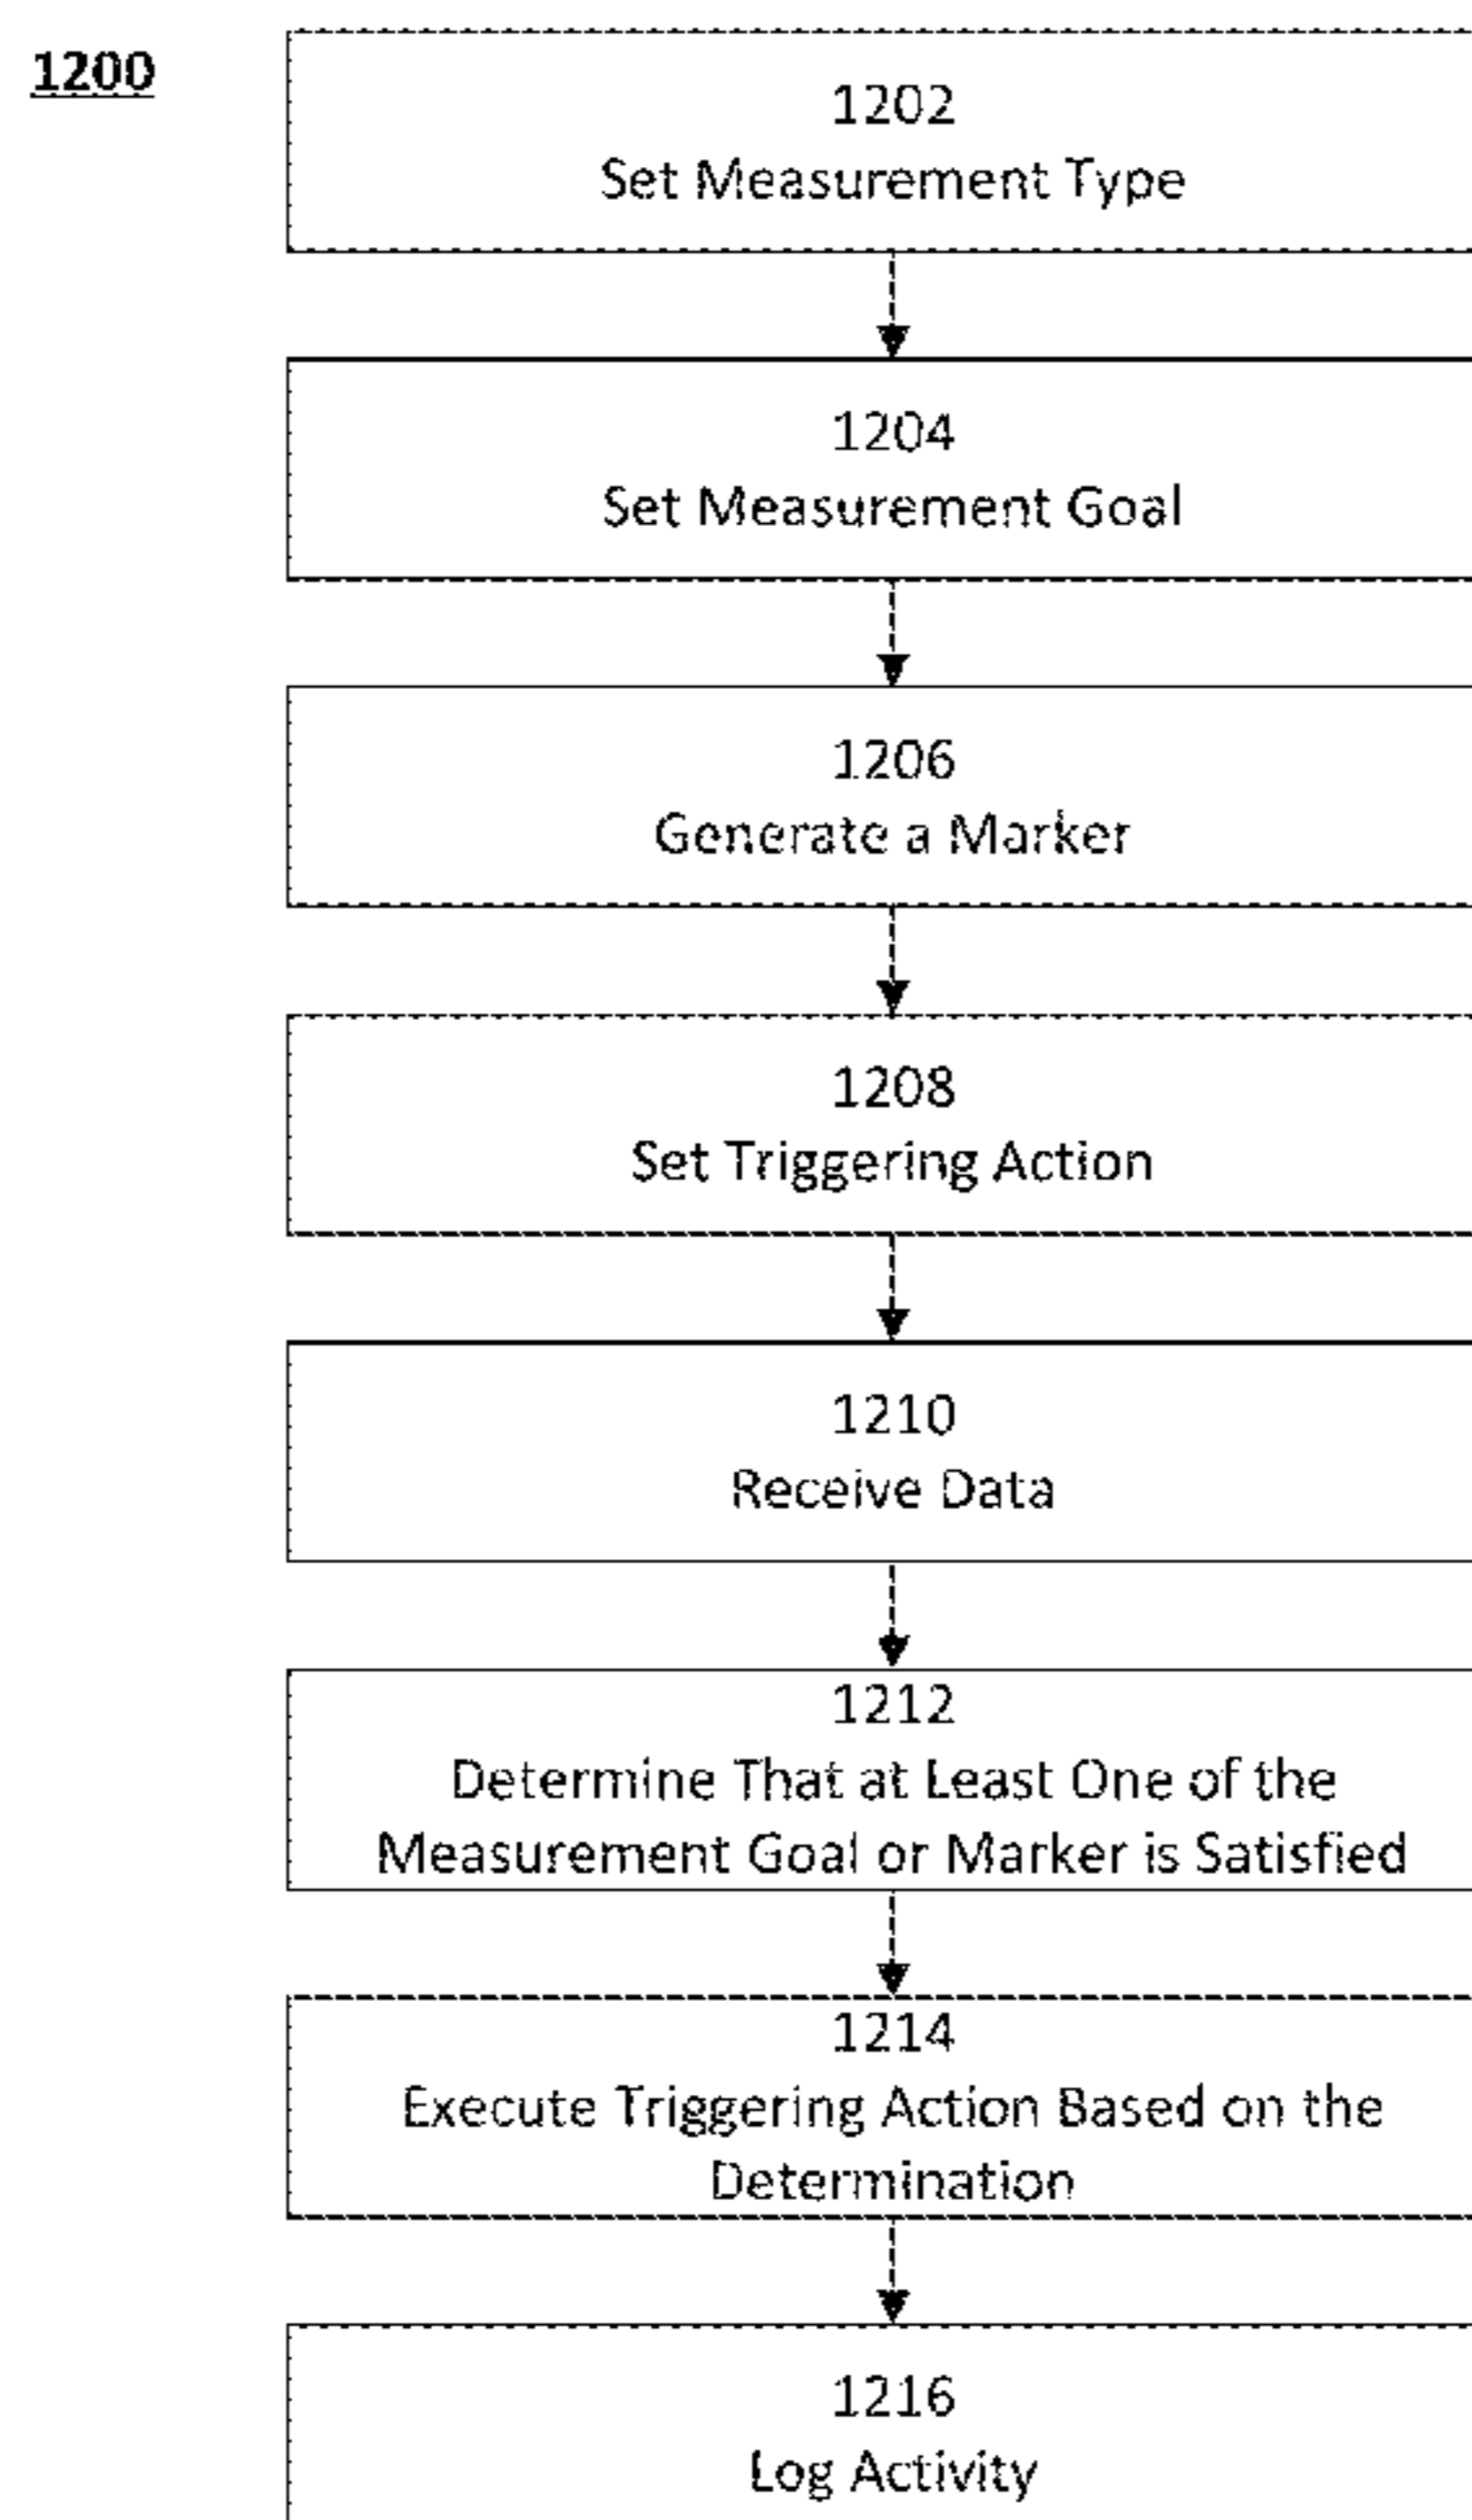 1200
1202
Set Measurement Type
1204
Set Measurement Goal
1206
Generate a Marker
1208
Set Triggering Action
1210
Receive Data
1212
Determine That at Least One of the
Measurement Goal or Marker is Satisfied
1214
Execute Triggering Action Based on the
Determination
1216
Log Activity